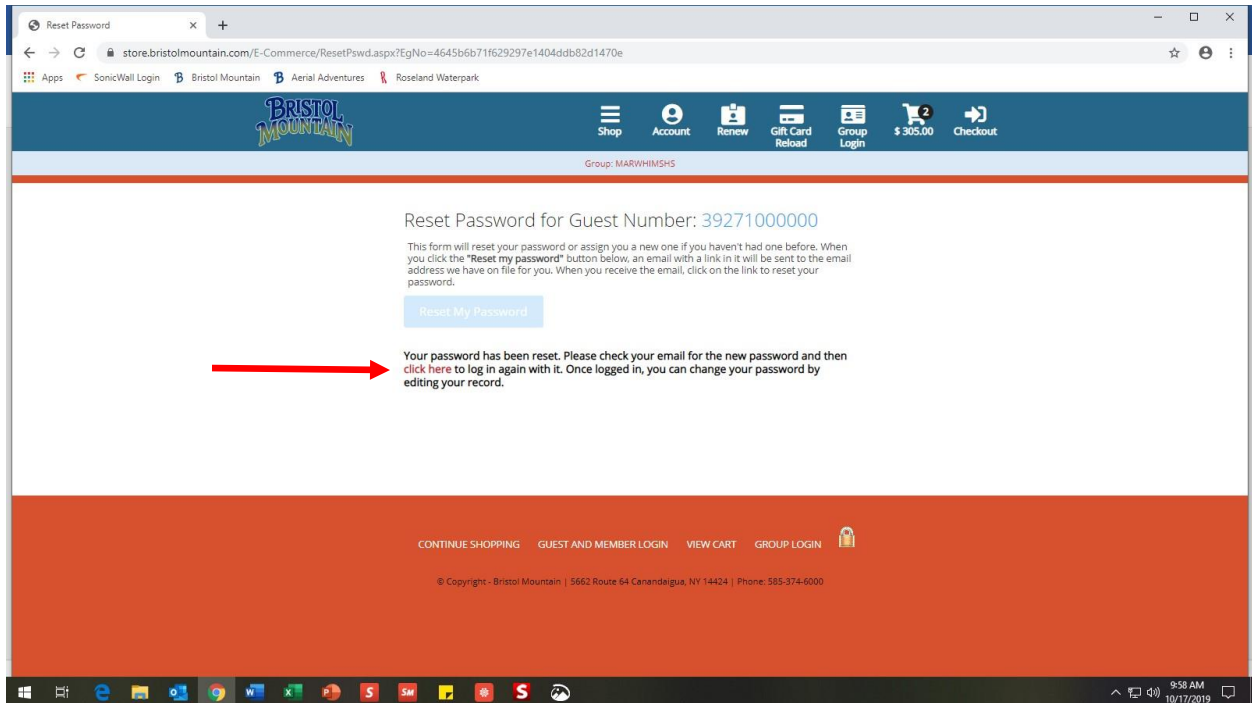 Reset Password
store.bristolmountain.com/E-Commerce/ResetPswd.aspx?EgNo=4645b6b71f629297e1404ddb82d1470e
Apps SonicWall Login Bristol Mountain Aerial Adventures Roseland Waterpark
BRISTOL
MOUNTAIN
2
Shop Account Renew Gift Card Reload Group Login $ 305.00 Checkout
Group: MARWHIMSHS
Reset Password for Guest Number: 39271000000
This form will reset your password or assign you a new one if you haven't had one before. When
you click the "Reset my password" button below, an email with a link in it will be sent to the email
address we have on file for you. When you receive the email, click on the link to reset your
password.
Reset My Password
Your password has been reset. Please check your email for the new password and then
click here to log in again with it. Once logged in, you can change your password by
editing your record.
CONTINUE SHOPPING GUEST AND MEMBER LOGIN VIEW CART GROUP LOGIN
© Copyright - Bristol Mountain | 5662 Route 64 Canandaigua, NY 14424 | Phone: 585-374-6000
9:58 AM
10/17/2019